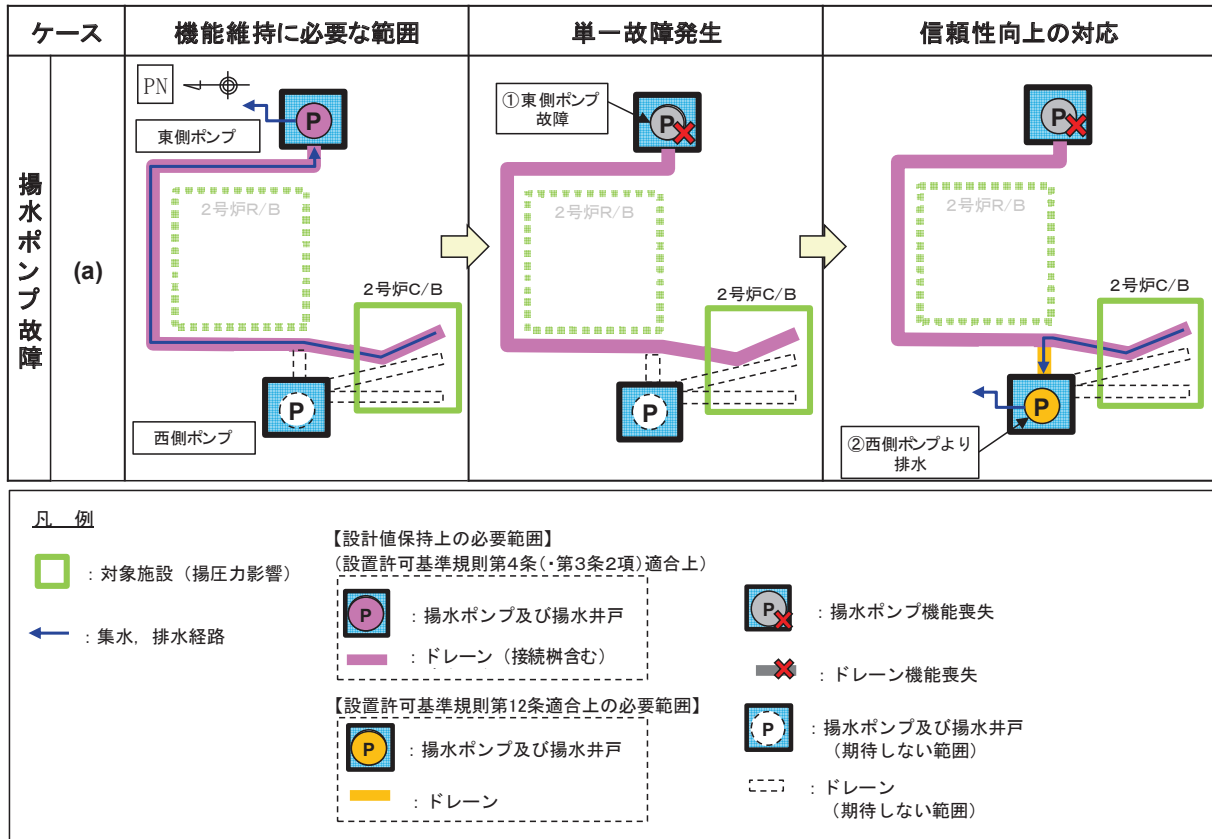 ケース
機能維持に必要な範囲
単一故障発生
信頼性向上の対応
揚水ポンプ故障
(a)
PN
P
東側ポンプ
2号炉R/B
2号炉C/B
P
西側ポンプ
①東側ポンプ
故障
P
2号炉R/B
2号炉C/B
P
P
2号炉R/B
2号炉C/B
P
②西側ポンプより
排水
凡 例
:対象施設(揚圧力影響)
:集水,排水経路
【設計値保持上の必要範囲】
(設置許可基準規則第4条(・第3条2項)適合上)
P
:揚水ポンプ及び揚水井戸
:ドレーン(接続桝含む)
【設置許可基準規則第12条適合上の必要範囲】
P
:揚水ポンプ及び揚水井戸
:ドレーン
P
:揚水ポンプ機能喪失
:ドレーン機能喪失
P
:揚水ポンプ及び揚水井戸
(期待しない範囲)
:ドレーン
(期待しない範囲)